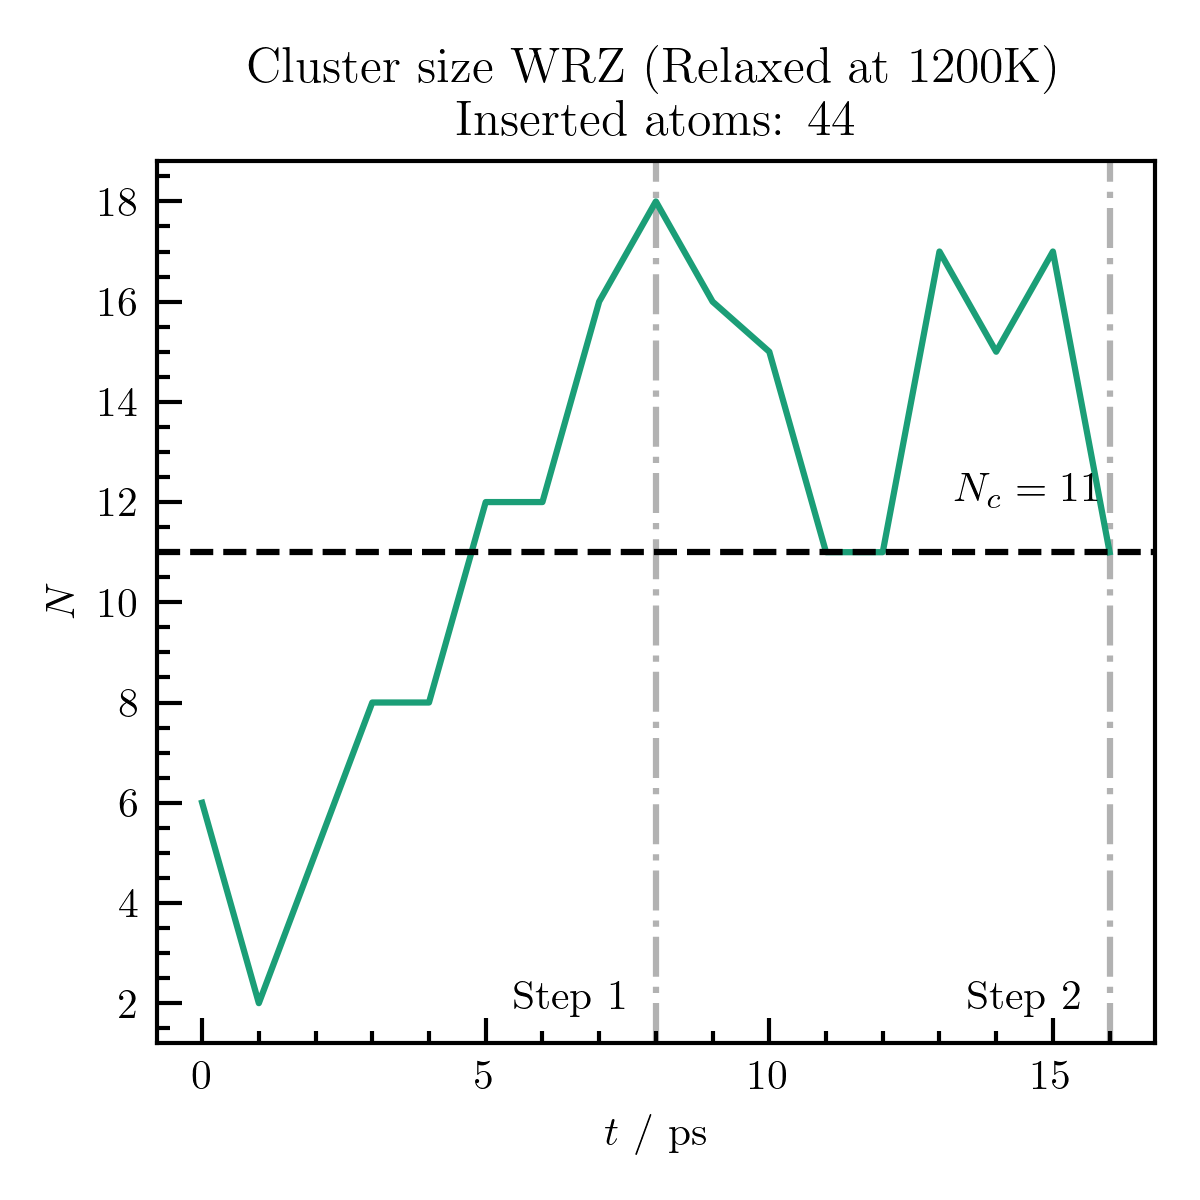 Cluster size WRZ (Relaxed at 1200K)
Inserted atoms: 44
18
16
14
12
10
8
6
4
2
N
N_c = 11
Step 1
Step 2
0
5
10
15
t / ps